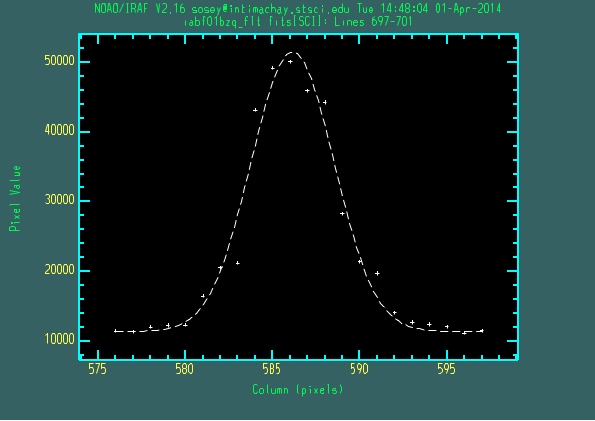 NOAO/IRAF V2.16 sosey@intimachay.stsci.edu Tue 14:48:04 01-Apr-2014
iabf01bzq_flt.fits[SCI]: Lines 697-701
50000
40000
30000
20000
10000
Pixel Value
575 580 585 590 595
Column (pixels)